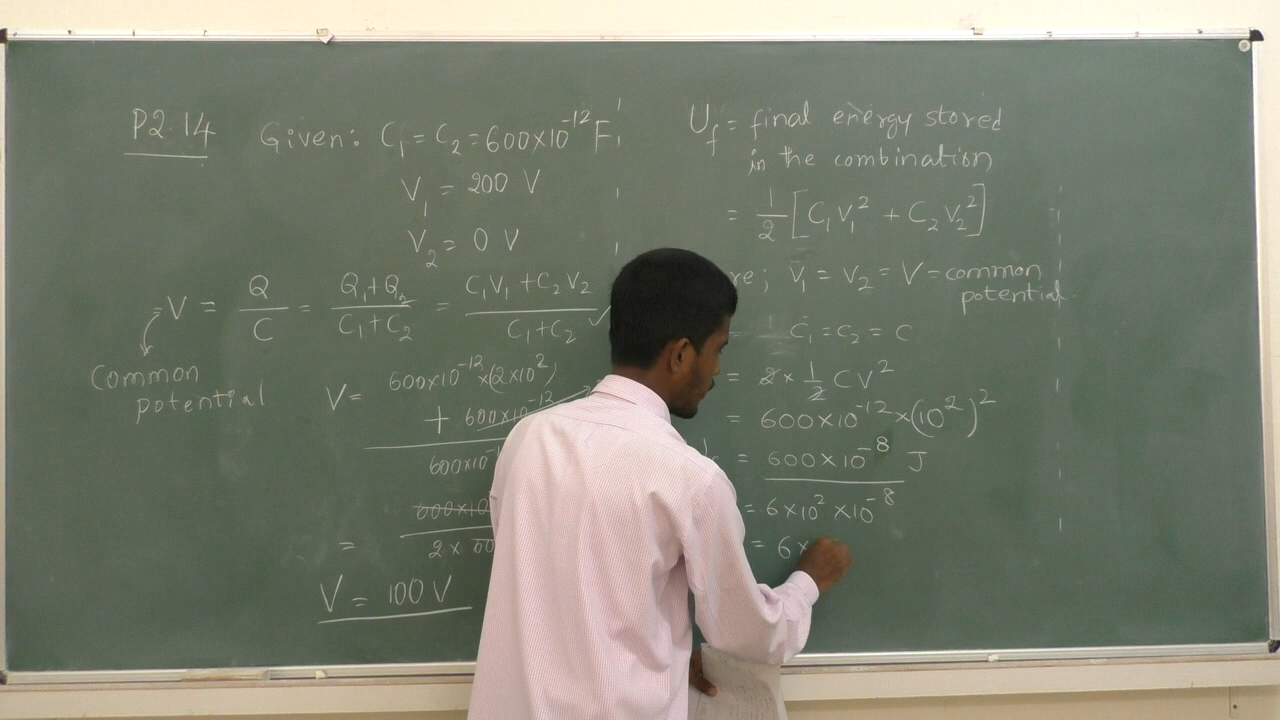 P2.14 Given: C₁ = C₂ = 600×10⁻¹² F
V₁ = 200 V
V₂ = 0 V
V = Q/C = (Q₁+Q₂)/(C₁+C₂) = (C₁V₁ + C₂V₂)/(C₁+C₂) ✓
Common
potential
V = 600×10⁻¹²×(2×10²)
+ 600×10⁻¹²
600×10
600×10
= 2×
V = 100 V
U_f = final energy stored
in the combination
= 1/2 [C₁V₁² + C₂V₂²]
V₁ = V₂ = V = common
potential.
C₁ = C₂ = C
= 2 × 1/2 CV²
= 600×10⁻¹²×(10²)²
= 600×10⁻⁸ J
= 6×10² ×10⁻⁸
= 6×